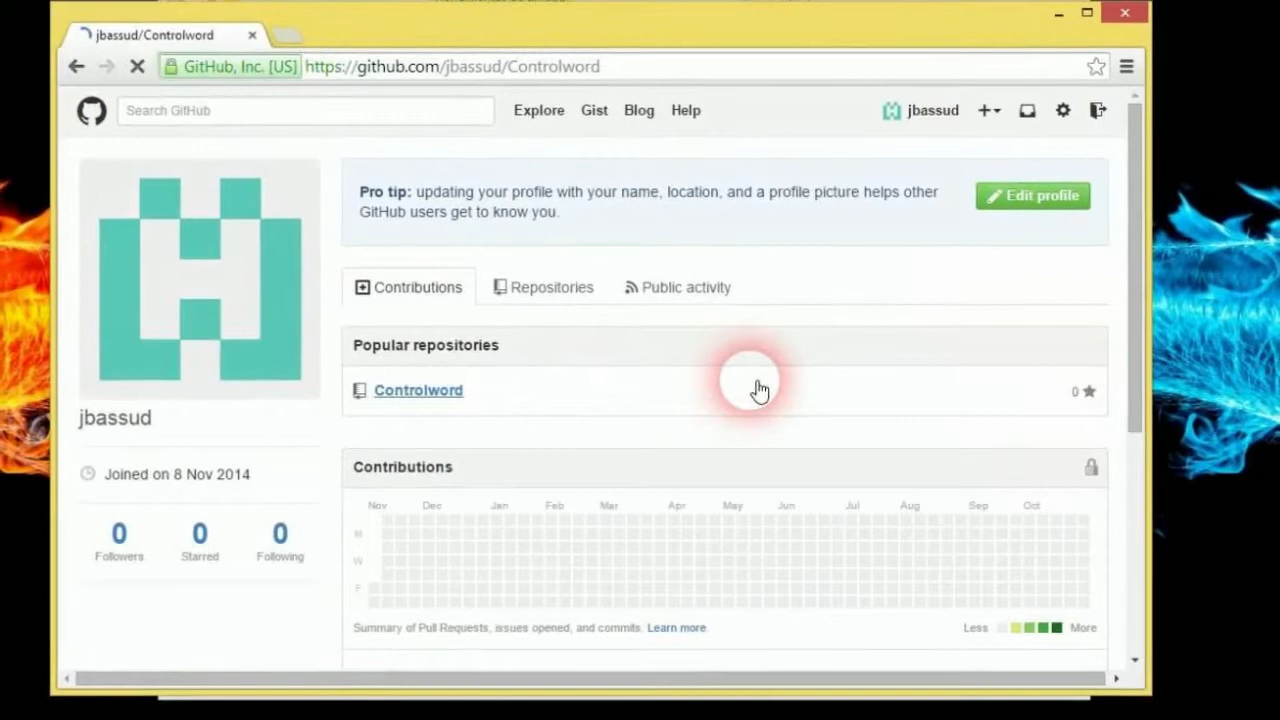 jbassud/Controlword
GitHub, Inc. [US] https://github.com/jbassud/Controlword
Search GitHub Explore Gist Blog Help jbassud
Pro tip: updating your profile with your name, location, and a profile picture helps other
GitHub users get to know you.
Edit profile
Contributions Repositories Public activity
Popular repositories
Controlword 0
jbassud
Joined on 8 Nov 2014
0 0 0
Followers Starred Following
Contributions
Nov Dec Jan Feb Mar Apr May Jun Jul Aug Sep Oct
M
W
F
Summary of Pull Requests, issues opened, and commits. Learn more. Less More